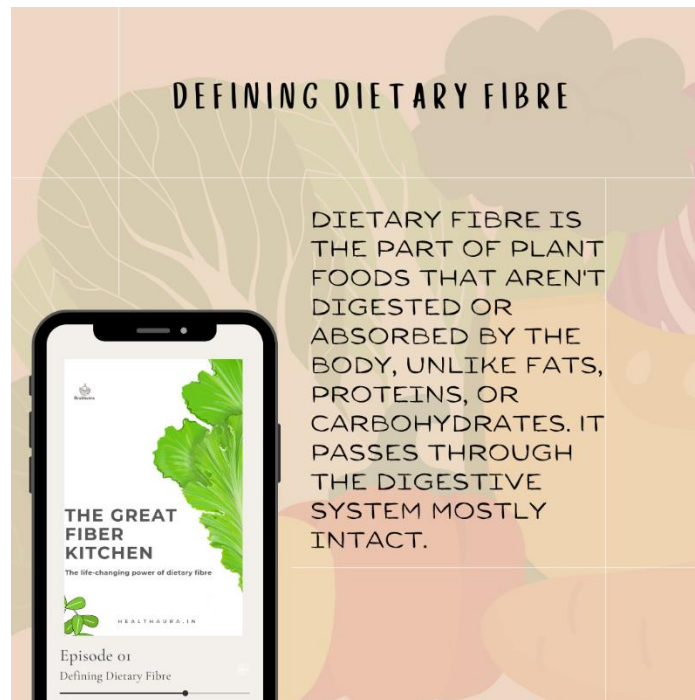 DEFINING DIETARY FIBRE
DIETARY FIBRE IS
THE PART OF PLANT
FOODS THAT AREN'T
DIGESTED OR
ABSORBED BY THE
BODY, UNLIKE FATS,
PROTEINS, OR
CARBOHYDRATES. IT
PASSES THROUGH
THE DIGESTIVE
SYSTEM MOSTLY
INTACT.
THE GREAT
FIBER
KITCHEN
The life-changing power of dietary fibre
HEALTHAURA.IN
Episode 01
Defining Dietary Fibre